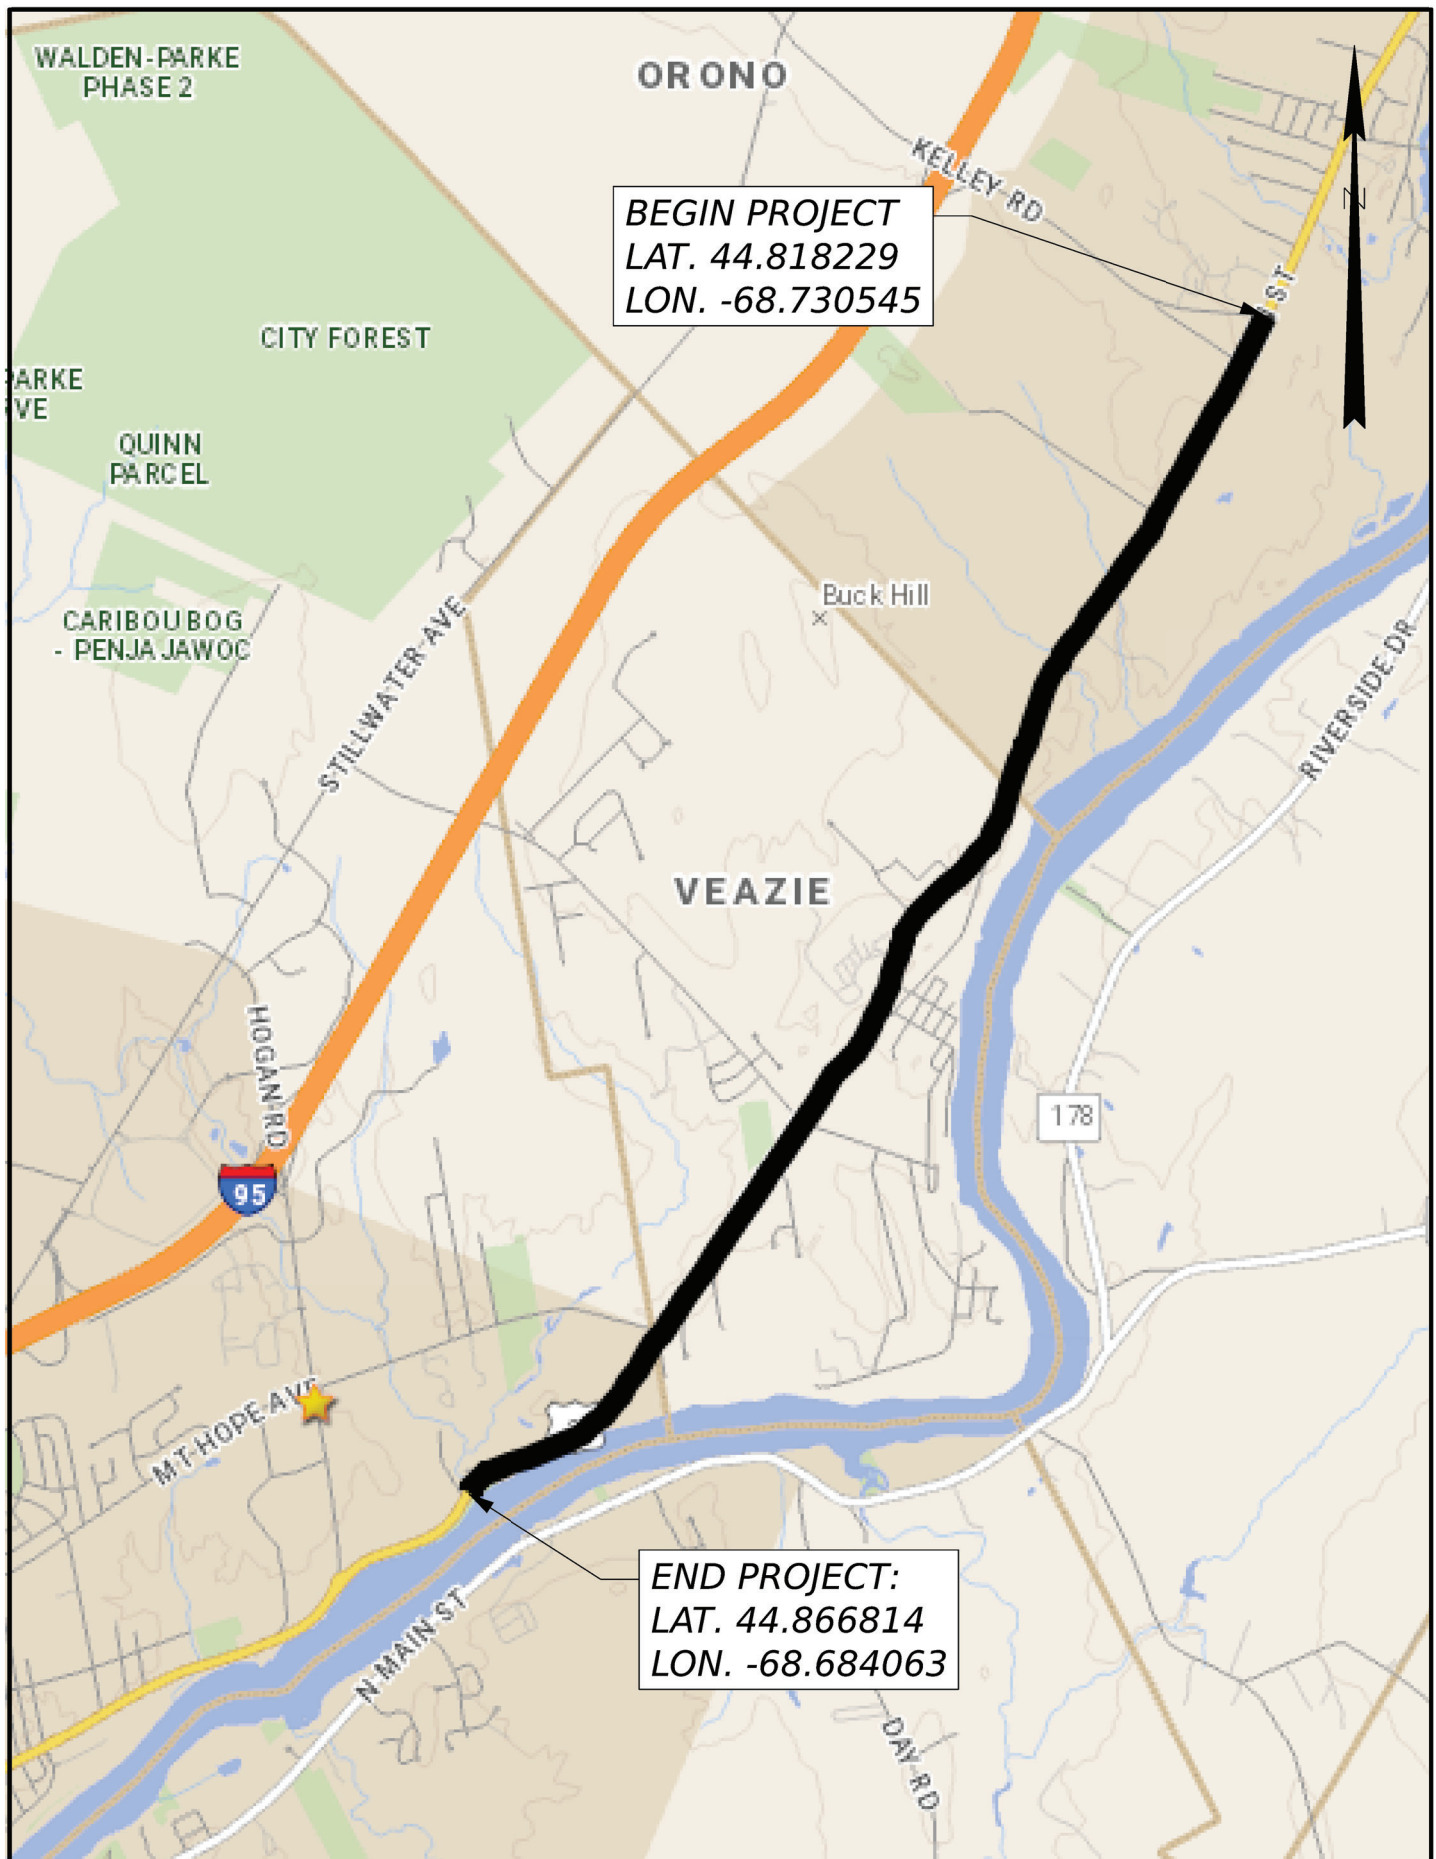 WALDEN-PARKE
PHASE 2
ORONO
KELLEY RD
N
BEGIN PROJECT
LAT. 44.818229
LON. -68.730545
ST
CITY FOREST
PARKE
VE
QUINN
PARCEL
Buck Hill
CARIBOU BOG
- PENJAJAWOC
STILLWATER AVE
RIVERSIDE DR
VEAZIE
HOGAN RD
178
95
MT HOPE AVE
END PROJECT:
LAT. 44.866814
LON. -68.684063
N MAIN ST
DAY RD